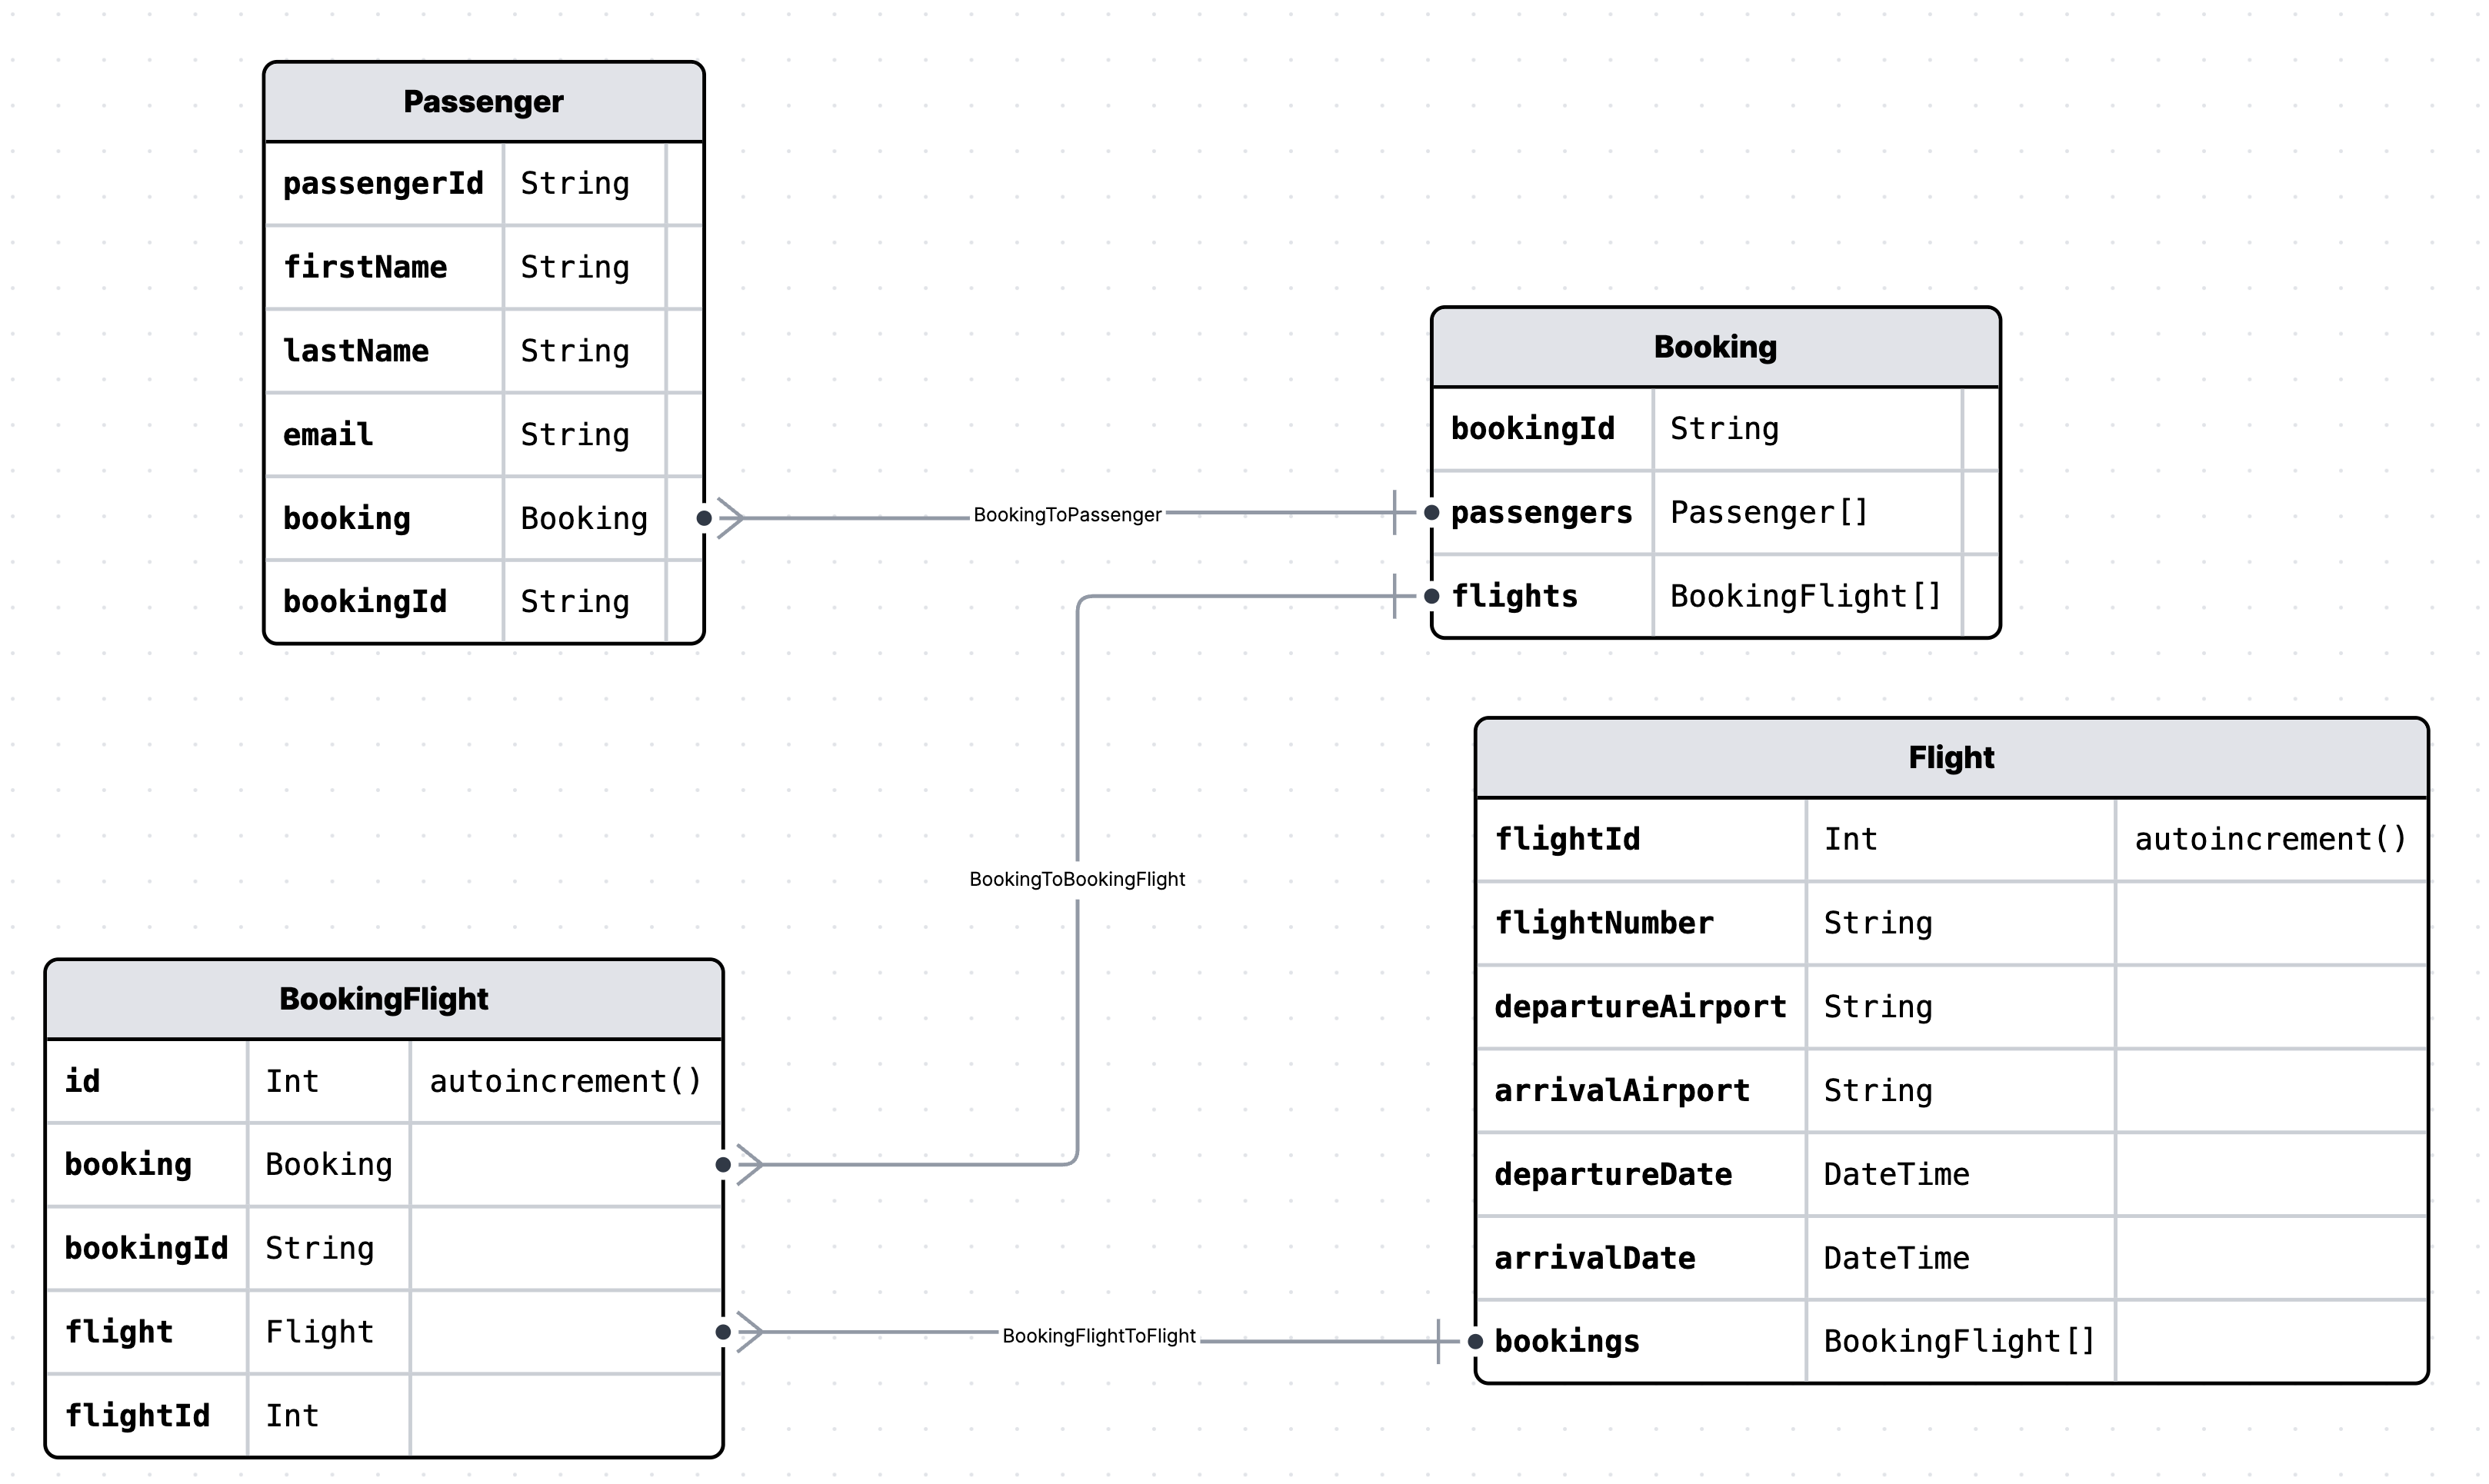 Passenger
passengerId String
firstName String
lastName String
email String
booking Booking
bookingId String
BookingToPassenger
Booking
bookingId String
passengers Passenger[]
flights BookingFlight[]
BookingToBookingFlight
Flight
flightId Int autoincrement()
flightNumber String
departureAirport String
arrivalAirport String
departureDate DateTime
arrivalDate DateTime
bookings BookingFlight[]
BookingFlight
id Int autoincrement()
booking Booking
bookingId String
flight Flight
flightId Int
BookingFlightToFlight